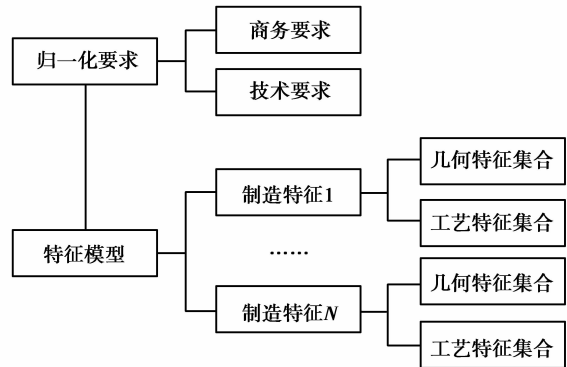 商务要求
归一化要求
技术要求
几何特征集合
制造特征1
工艺特征集合
特征模型
……
几何特征集合
制造特征N
工艺特征集合